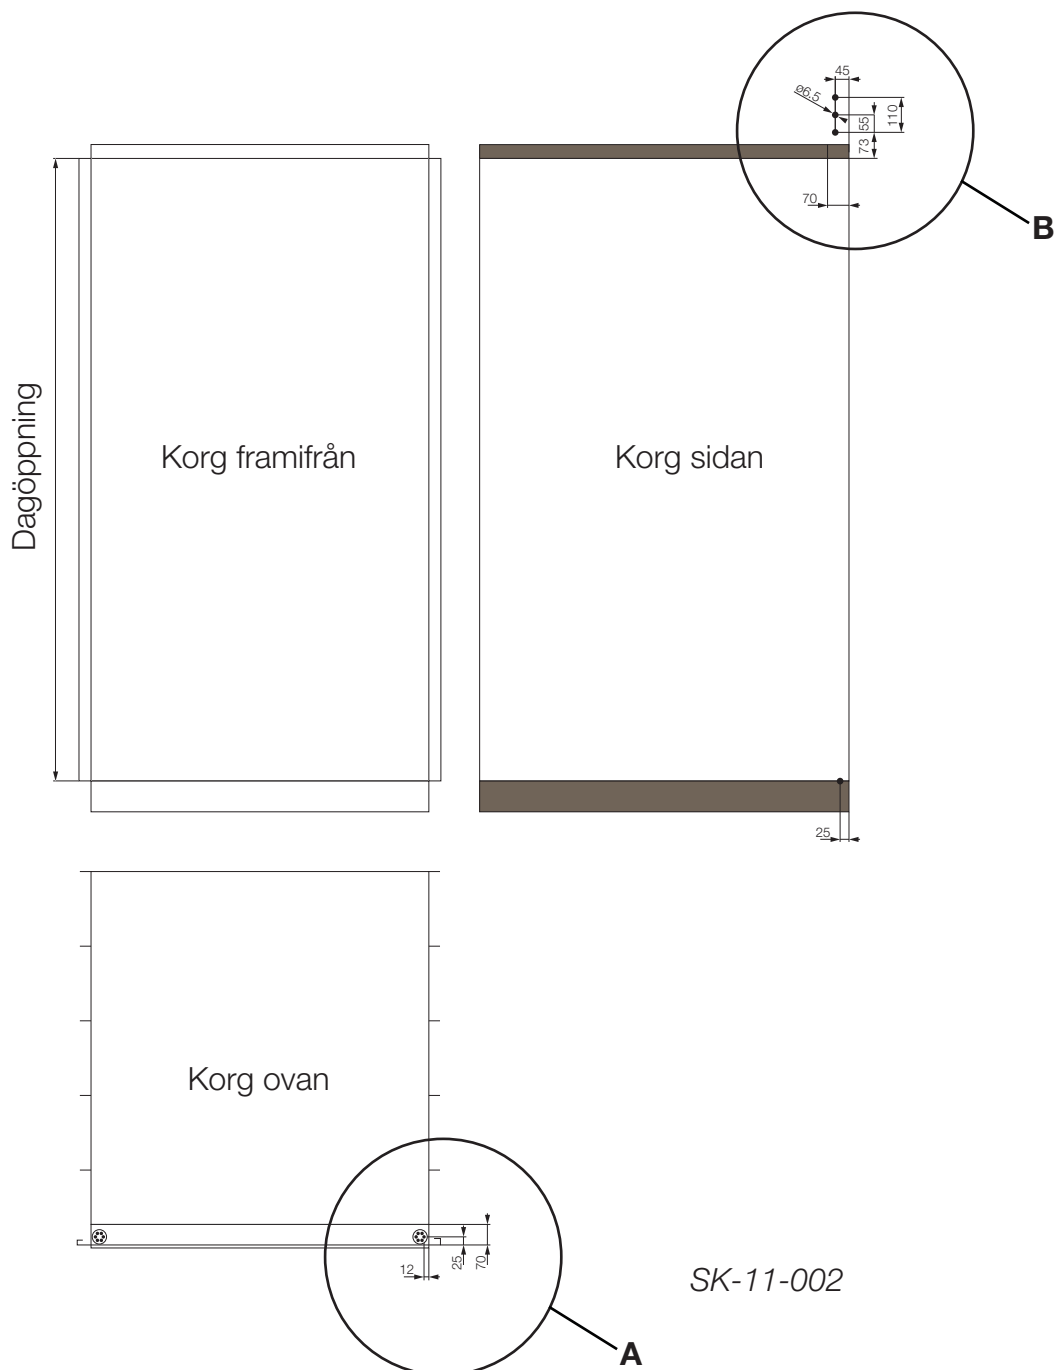 45
ø6.5
55
110
73
70
B
Dagöppning
Korg framifrån
Korg sidan
25
Korg ovan
12
25
70
SK-11-002
A